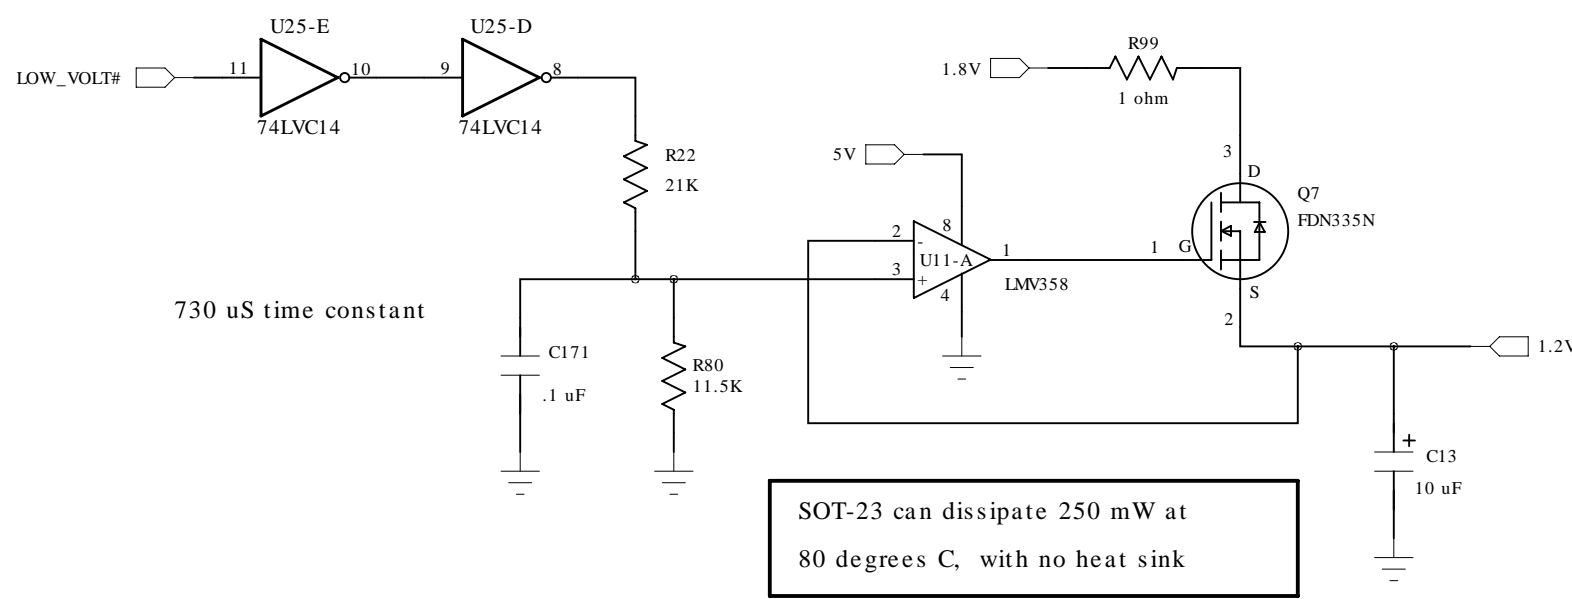 U25-E
U25-D
R99
LOW_VOLT#
11
10
9
8
1.8V
1 ohm
74LVC14
74LVC14
5V
R22
21K
3
D
Q7
FDN335N
2
-
8
U11-A
3
+
4
1
LMV358
1
G
S
2
730 uS time constant
C171
.1 uF
R80
11.5K
1.2V
+
C13
10 uF
SOT-23 can dissipate 250 mW at
80 degrees C, with no heat sink